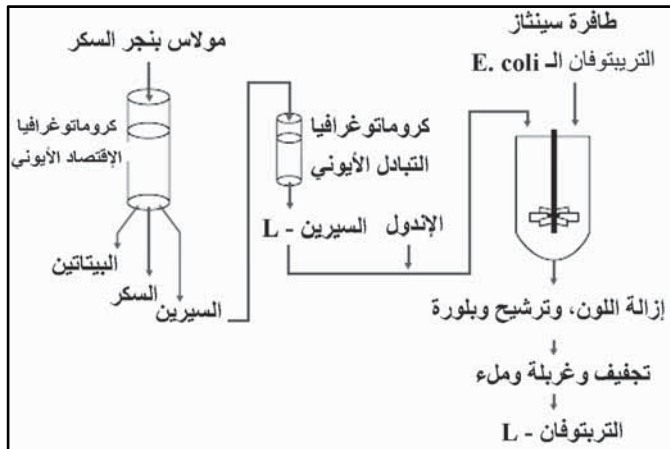 مولاس بنجر السكر
كروماتوغرافيا
الإقتصاد الأيوني
البيتاتين
السكر
السيرين
كروماتوغرافيا
التبادل الأيوني
L - السيرين
الإندول
طافرة سينثاز
التريبتوفان الـ E. coli
إزالة اللون، وترشيح وبلورة
تجفيف وغربلة وملء
التربتوفان - L